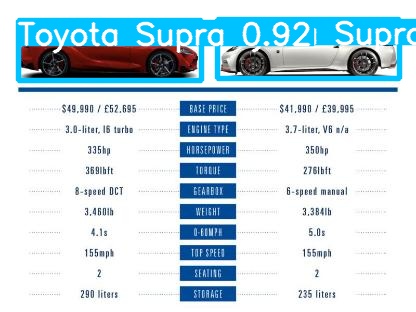 Toyota Supra 0.92 Supra
$49,990 / £52,695 BASE PRICE $41,990 / £39,995
3.0-liter, I6 turbo ENGINE TYPE 3.7-liter, V6 n/a
335hp HORSEPOWER 350hp
369lbft TORQUE 276lbft
8-speed DCT GEARBOX 6-speed manual
3,460lb WEIGHT 3,384lb
4.1s 0-60MPH 5.0s
155mph TOP SPEED 155mph
2 SEATING 2
290 liters STORAGE 235 liters